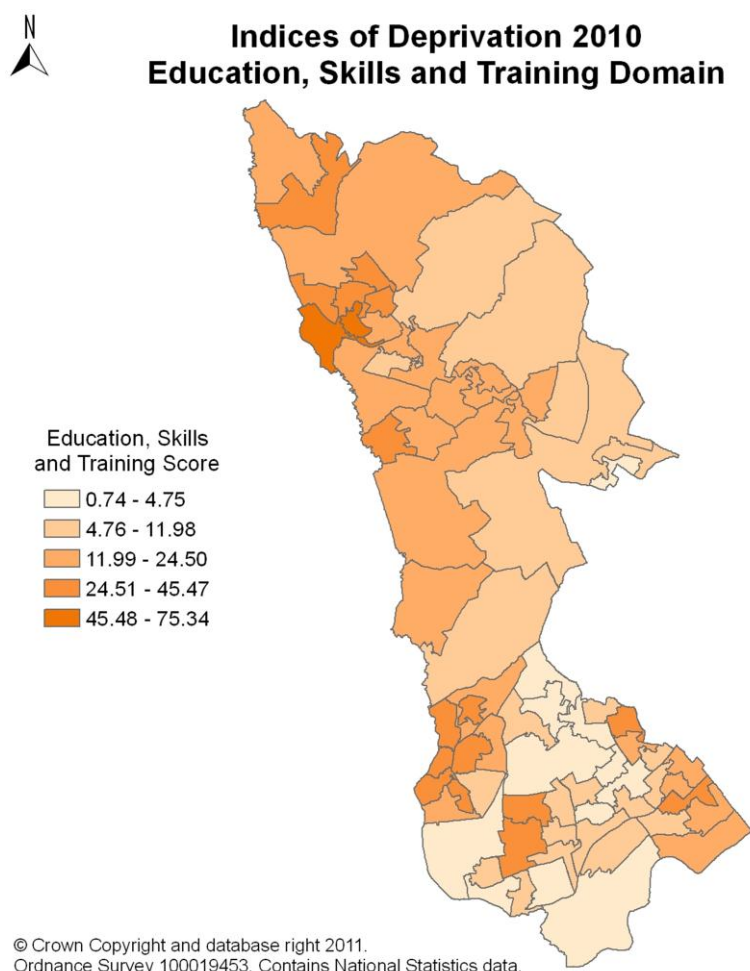 N
Indices of Deprivation 2010
Education, Skills and Training Domain
Education, Skills
and Training Score
0.74 - 4.75
4.76 - 11.98
11.99 - 24.50
24.51 - 45.47
45.48 - 75.34
© Crown Copyright and database right 2011.
Ordnance Survey 100019453. Contains National Statistics data.